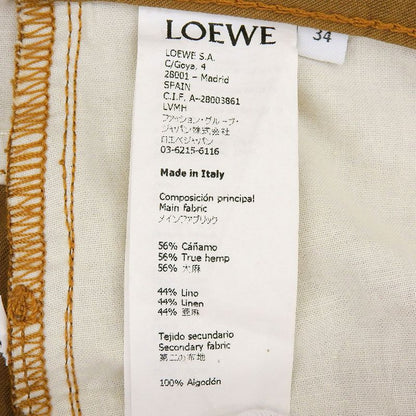 LOEWE
34
LOEWE S.A.
C/Goya, 4
28001 - Madrid
SPAIN
C.I.F. A-28003861
LVMH
ファッション・グループ・
ジャパン株式会社
ロエベジャパン
03-6215-6116
Made in Italy
Composición principal
Main fabric
メインファブリック
56% Cáñamo
56% True hemp
56% 大麻
44% Lino
44% Linen
44% 亜麻
Tejido secundario
Secondary fabric
第二の布地
100% Algodón